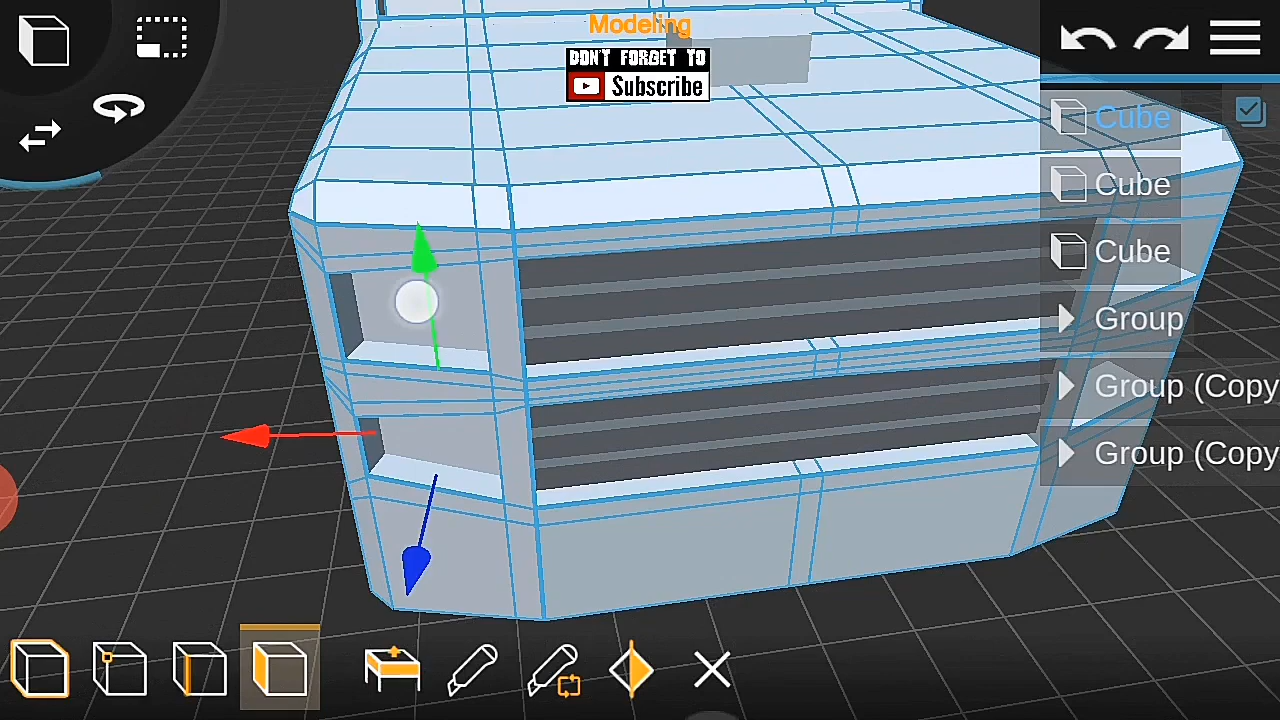 Modeling
DON'T FORGET TO
Subscribe
Cube
Cube
Cube
Group
Group (Copy
Group (Copy